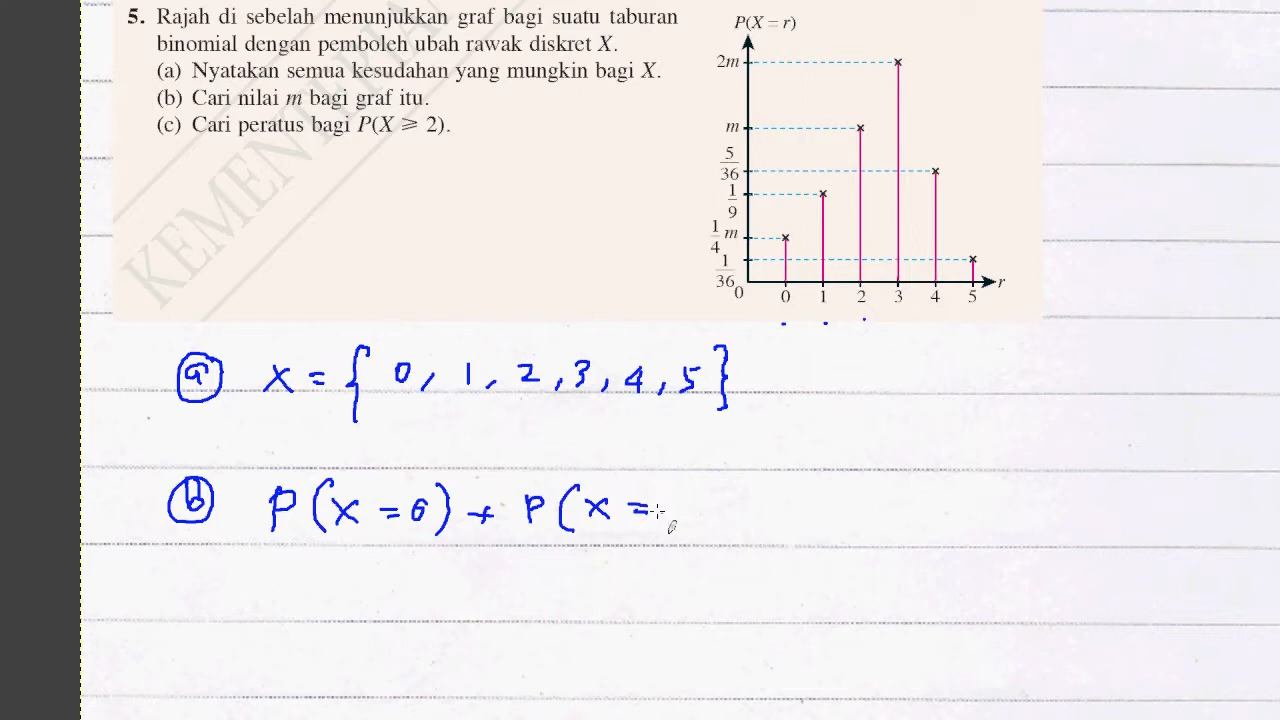 5. Rajah di sebelah menunjukkan graf bagi suatu taburan
binomial dengan pemboleh ubah rawak diskret X.
(a) Nyatakan semua kesudahan yang mungkin bagi X.
(b) Cari nilai m bagi graf itu.
(c) Cari peratus bagi P(X ⩾ 2).
KEMENTERIAN
P(X = r)
2m
m
5/36
1/9
1/4 m
1/36
0
0 1 2 3 4 5 r
(a) X = { 0, 1, 2, 3, 4, 5 }
(b) P(X = 0) + P(X =